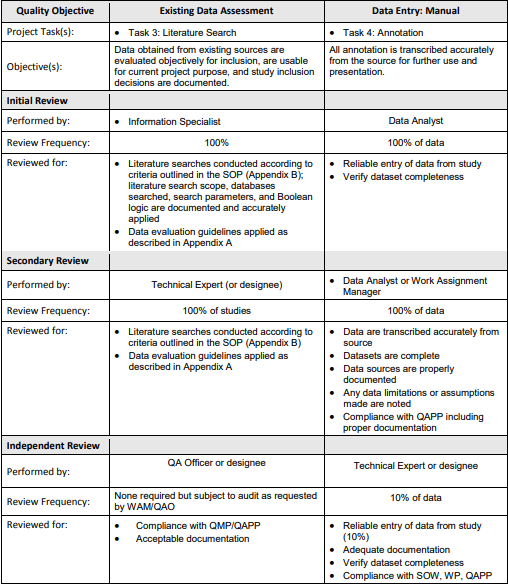 Quality Objective Existing Data Assessment Data Entry: Manual
Project Task(s): • Task 3: Literature Search • Task 4: Annotation
Objective(s):
Data obtained from existing sources are
evaluated objectively for inclusion, are usable
for current project purpose, and study inclusion
decisions are documented.
All annotation is transcribed accurately
from the source for further use and
presentation.
Initial Review
Performed by: • Information Specialist Data Analyst
Review Frequency: 100% 100% of data
Reviewed for:
• Literature searches conducted according to
criteria outlined in the SOP (Appendix B);
literature search scope, databases
searched, search parameters, and Boolean
logic are documented and accurately
applied
• Data evaluation guidelines applied as
described in Appendix A
• Reliable entry of data from study
• Verify dataset completeness
Secondary Review
Performed by: Technical Expert (or designee)
• Data Analyst or Work Assignment
Manager
Review Frequency: 100% of studies 100% of data
Reviewed for:
• Literature searches conducted according to
criteria outlined in the SOP (Appendix B)
• Data evaluation guidelines applied as
described in Appendix A
• Data are transcribed accurately from
source
• Datasets are complete
• Data sources are properly
documented
• Any data limitations or assumptions
made are noted
• Compliance with QAPP including
proper documentation
Independent Review
Performed by: QA Officer or designee Technical Expert or designee
Review Frequency:
None required but subject to audit as requested
by WAM/QAO
10% of data
Reviewed for:
• Compliance with QMP/QAPP
• Acceptable documentation
• Reliable entry of data from study
(10%)
• Adequate documentation
• Verify dataset completeness
• Compliance with SOW, WP, QAPP